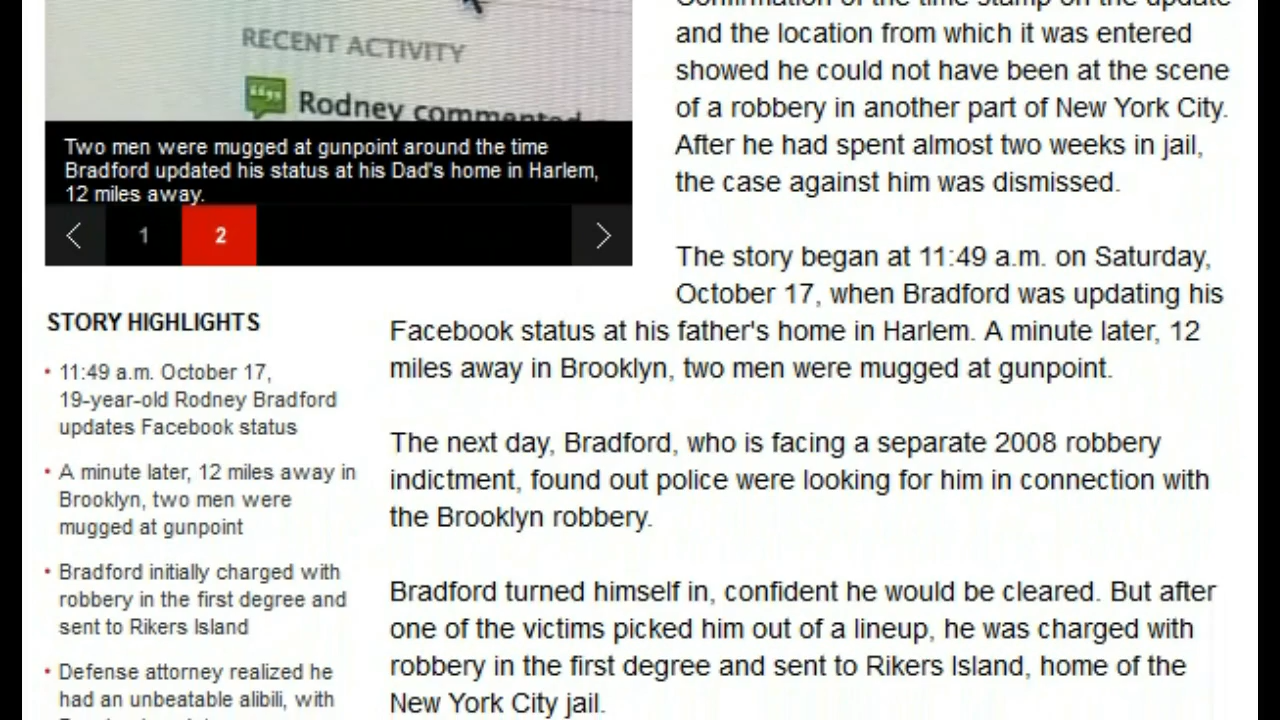 RECENT ACTIVITY
Rodney commented
Two men were mugged at gunpoint around the time
Bradford updated his status at his Dad's home in Harlem,
12 miles away.
1
2
STORY HIGHLIGHTS
• 11:49 a.m. October 17,
19-year-old Rodney Bradford
updates Facebook status
• A minute later, 12 miles away in
Brooklyn, two men were
mugged at gunpoint
• Bradford initially charged with
robbery in the first degree and
sent to Rikers Island
• Defense attorney realized he
had an unbeatable alibili, with
Confirmation of the time stamp on the update
and the location from which it was entered
showed he could not have been at the scene
of a robbery in another part of New York City.
After he had spent almost two weeks in jail,
the case against him was dismissed.
The story began at 11:49 a.m. on Saturday,
October 17, when Bradford was updating his
Facebook status at his father's home in Harlem. A minute later, 12
miles away in Brooklyn, two men were mugged at gunpoint.
The next day, Bradford, who is facing a separate 2008 robbery
indictment, found out police were looking for him in connection with
the Brooklyn robbery.
Bradford turned himself in, confident he would be cleared. But after
one of the victims picked him out of a lineup, he was charged with
robbery in the first degree and sent to Rikers Island, home of the
New York City jail.